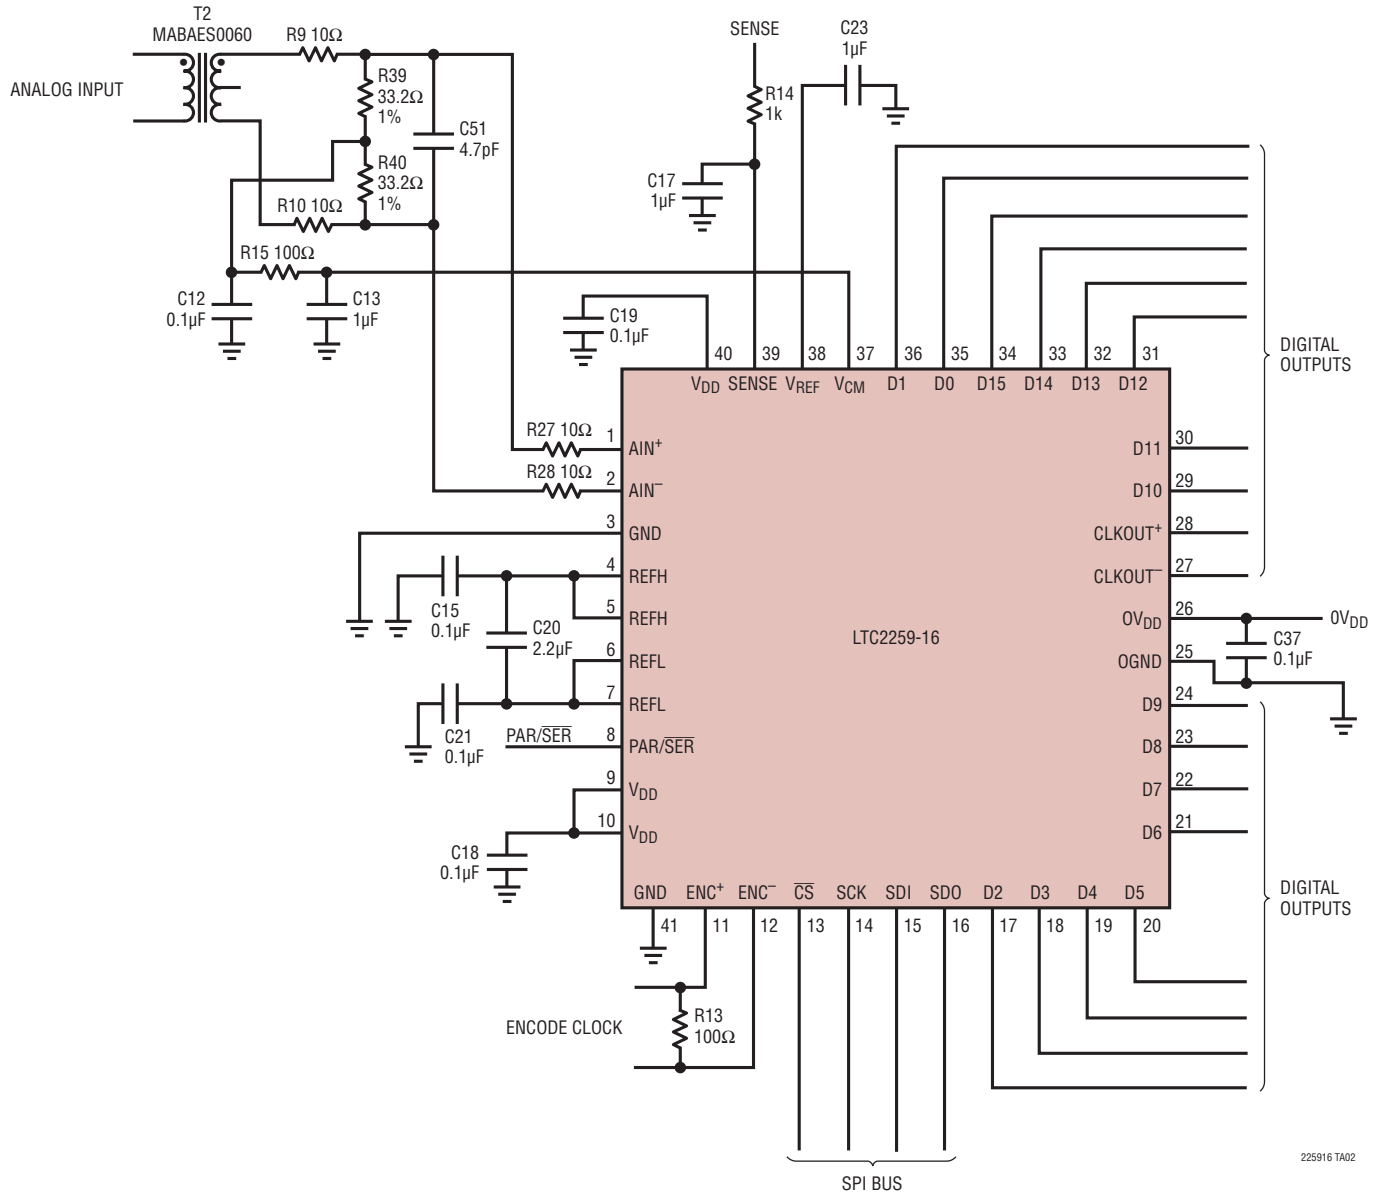 T2
MABAES0060
ANALOG INPUT
R9 10Ω
R39
33.2Ω
1%
C51
4.7pF
R40
33.2Ω
1%
R10 10Ω
R15 100Ω
C12
0.1µF
C13
1µF
SENSE
R14
1k
C17
1µF
C23
1µF
C19
0.1µF
40
39
38
37
36
35
34
33
32
31
VDD
SENSE
VREF
VCM
D1
D0
D15
D14
D13
D12
DIGITAL
OUTPUTS
R27 10Ω
1
AIN+
R28 10Ω
2
AIN–
3
GND
4
REFH
5
REFH
6
REFL
7
REFL
PAR/S̅E̅R̅
8
PAR/S̅E̅R̅
9
VDD
10
VDD
C15
0.1µF
C20
2.2µF
C21
0.1µF
C18
0.1µF
LTC2259-16
D11
30
D10
29
CLKOUT+
28
CLKOUT–
27
OVDD
26
0VDD
C37
0.1µF
OGND
25
D9
24
D8
23
D7
22
D6
21
GND
ENC+
ENC–
C̅S̅
SCK
SDI
SDO
D2
D3
D4
D5
41
11
12
13
14
15
16
17
18
19
20
DIGITAL
OUTPUTS
ENCODE CLOCK
R13
100Ω
SPI BUS
225916 TA02